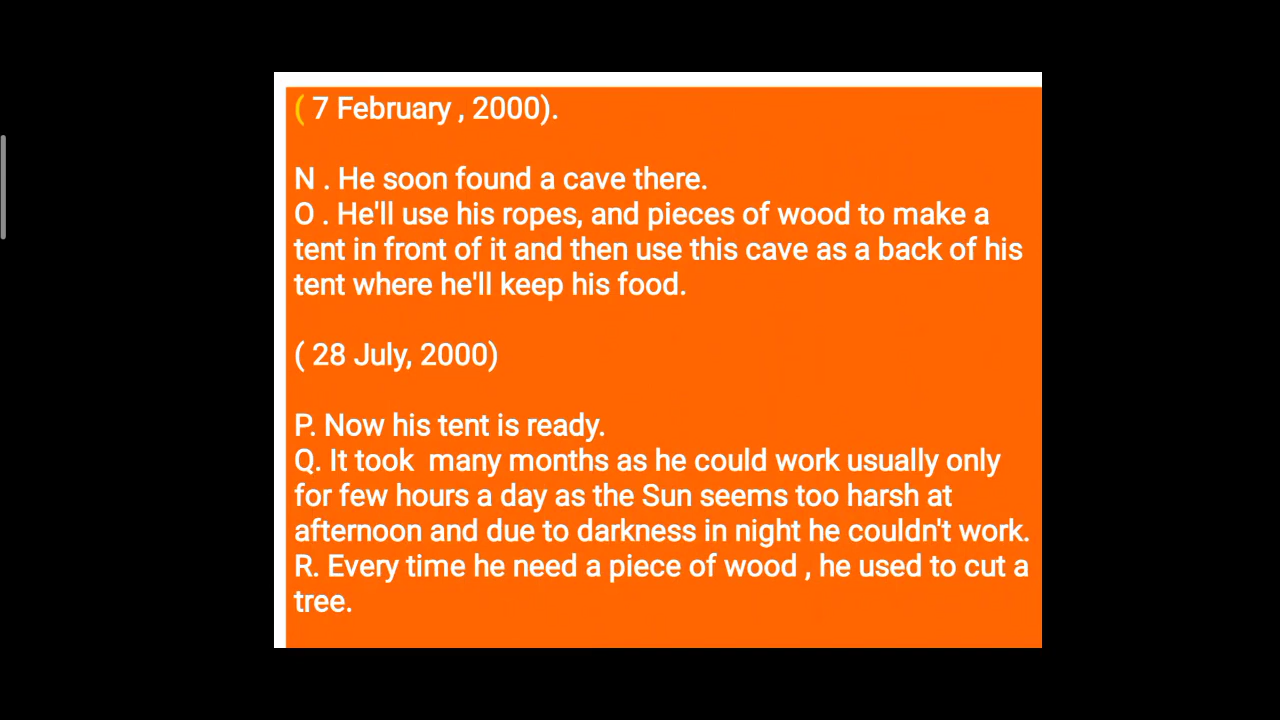 ( 7 February , 2000).
N . He soon found a cave there.
O . He'll use his ropes, and pieces of wood to make a
tent in front of it and then use this cave as a back of his
tent where he'll keep his food.
( 28 July, 2000)
P. Now his tent is ready.
Q. It took  many months as he could work usually only
for few hours a day as the Sun seems too harsh at
afternoon and due to darkness in night he couldn't work.
R. Every time he need a piece of wood , he used to cut a
tree.